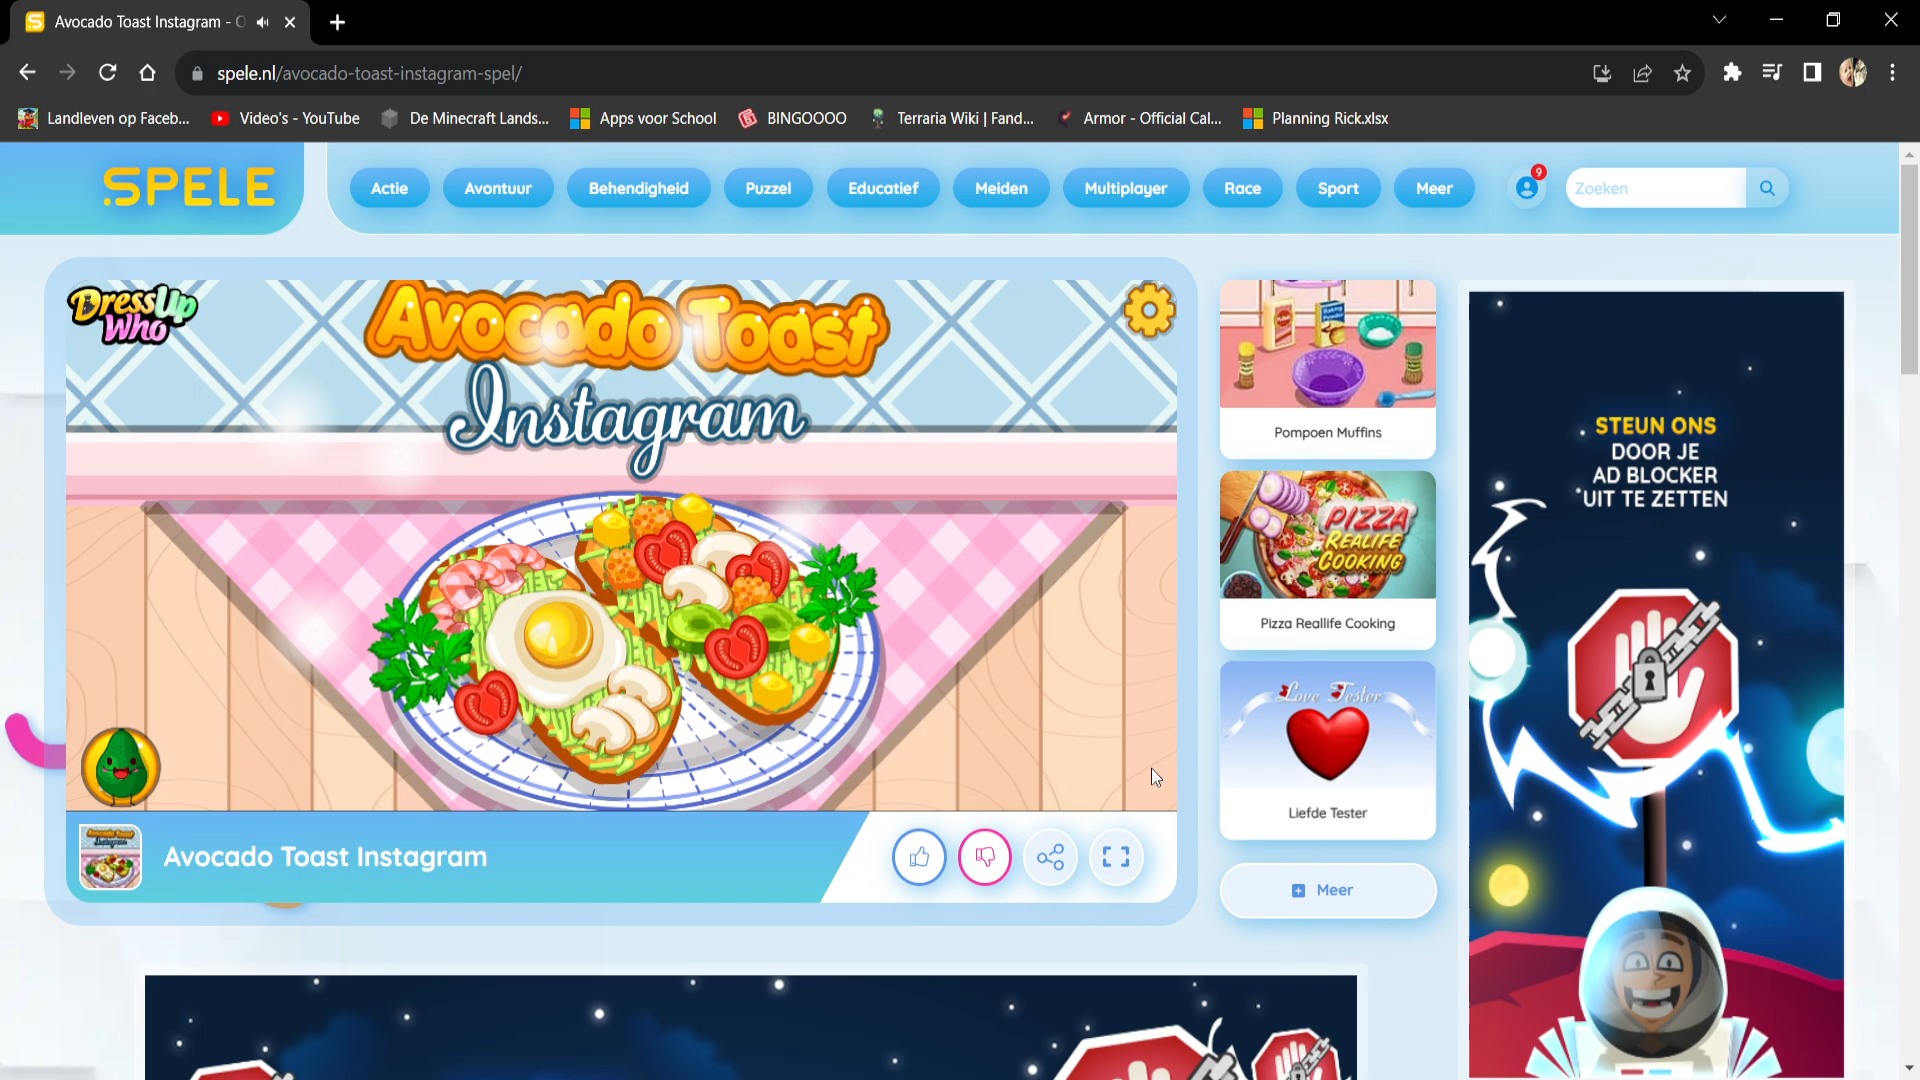 Avocado Toast Instagram -
spele.nl/avocado-toast-instagram-spel/
Landleven op Faceb...
Video's - YouTube
De Minecraft Lands...
Apps voor School
BINGOOOO
Terraria Wiki | Fand...
Armor - Official Cal...
Planning Rick.xlsx
.SPELE
Actie
Avontuur
Behendigheid
Puzzel
Educatief
Meiden
Multiplayer
Race
Sport
Meer
9
Zoeken
DressUp
WHO
Avocado Toast
Instagram
Pompoen Muffins
PIZZA
REALIFE
COOKING
Pizza Reallife Cooking
Love Tester
Liefde Tester
Meer
STEUN ONS
DOOR JE
AD BLOCKER
UIT TE ZETTEN
Avocado Toast Instagram